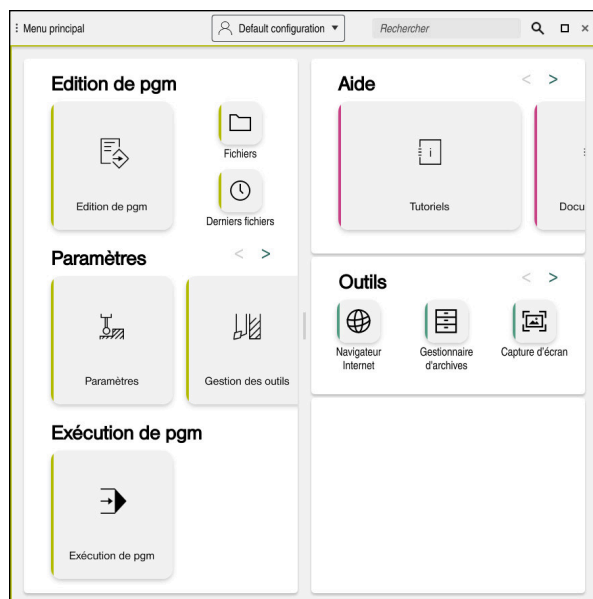 Menu principal
Default configuration
Rechercher
Edition de pgm
Edition de pgm
Fichiers
Derniers fichiers
Paramètres
Paramètres
Gestion des outils
Exécution de pgm
Exécution de pgm
Aide
Tutoriels
Docu
Outils
Navigateur
Internet
Gestionnaire
d'archives
Capture d'écran